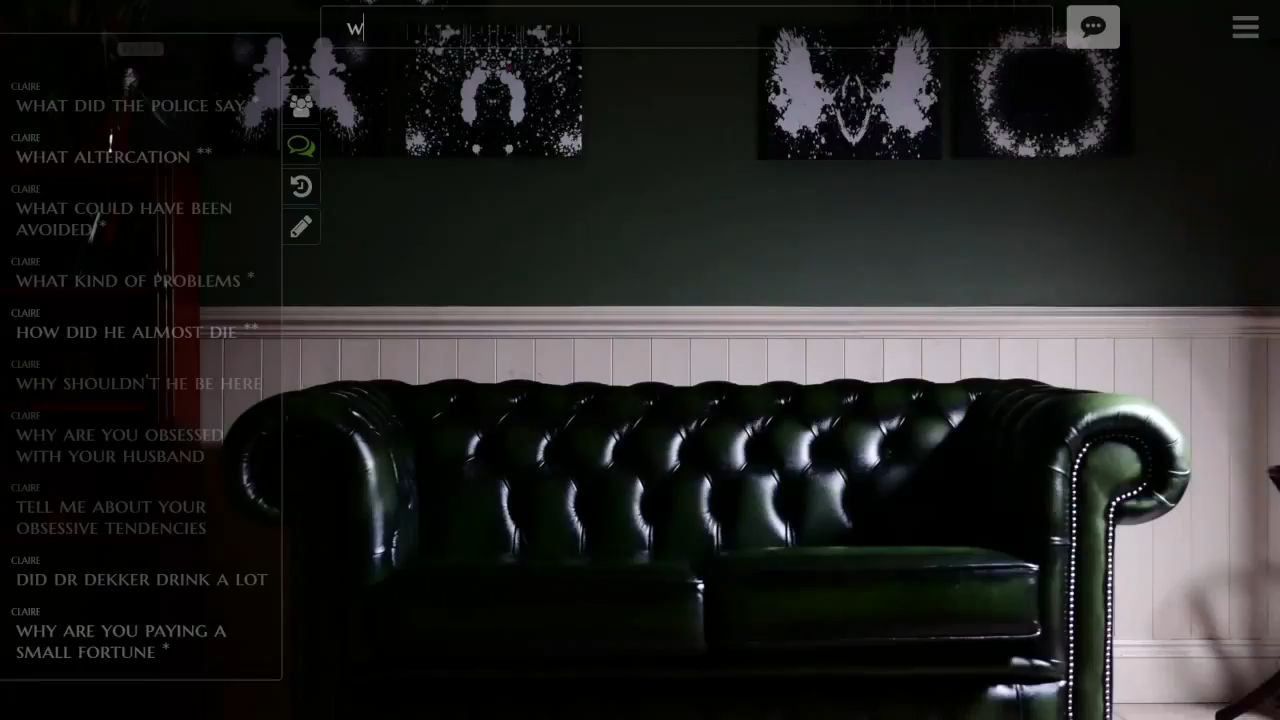 W
CLAIRE
WHAT DID THE POLICE SAY *
CLAIRE
WHAT ALTERCATION **
CLAIRE
WHAT COULD HAVE BEEN
AVOIDED *
CLAIRE
WHAT KIND OF PROBLEMS *
CLAIRE
HOW DID HE ALMOST DIE **
CLAIRE
WHY SHOULDN'T HE BE HERE
CLAIRE
WHY ARE YOU OBSESSED
WITH YOUR HUSBAND
CLAIRE
TELL ME ABOUT YOUR
OBSESSIVE TENDENCIES
CLAIRE
DID DR DEKKER DRINK A LOT
CLAIRE
WHY ARE YOU PAYING A
SMALL FORTUNE *